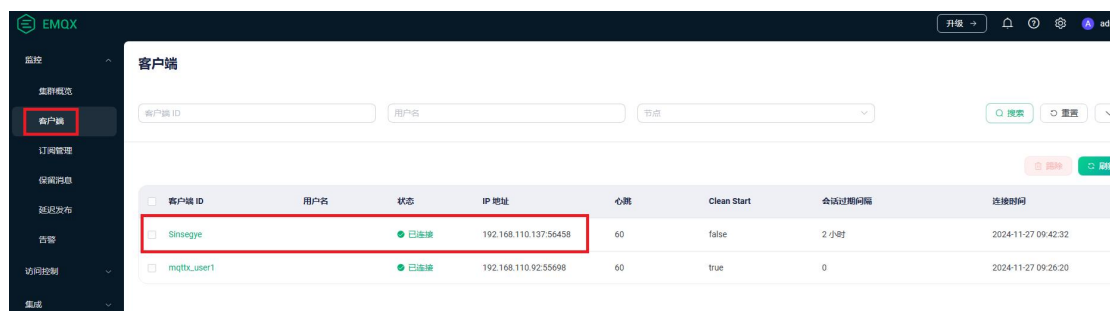 EMQX
升级 →
A ad
监控
集群概览
客户端
订阅管理
保留消息
延迟发布
告警
访问控制
集成
客户端
客户端 ID
用户名
节点
搜索
重置
踢除
刷新
客户端 ID 用户名 状态 IP 地址 心跳 Clean Start 会话过期间隔 连接时间
Sinsegye 已连接 192.168.110.137:56458 60 false 2 小时 2024-11-27 09:42:32
mqttx_user1 已连接 192.168.110.92:55698 60 true 0 2024-11-27 09:26:20